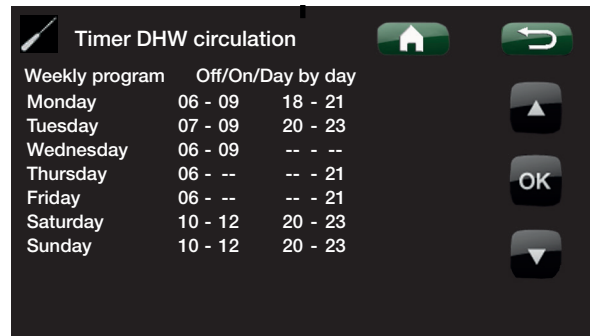 Timer DHW circulation
Weekly program Off/On/Day by day
Monday 06 - 09 18 - 21
Tuesday 07 - 09 20 - 23
Wednesday 06 - 09 -- - --
Thursday 06 - -- -- - 21
Friday 06 - -- -- - 21
Saturday 10 - 12 20 - 23
Sunday 10 - 12 20 - 23
OK